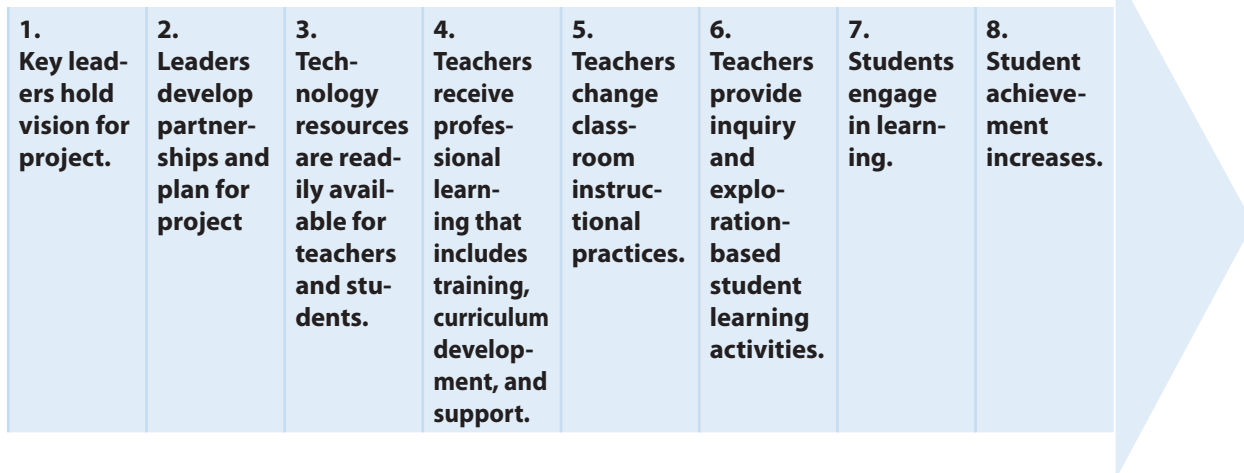 1.
Key lead-
ers hold
vision for
project.
2.
Leaders
develop
partner-
ships and
plan for
project
3.
Tech-
nology
resources
are read-
ily avail-
able for
teachers
and stu-
dents.
4.
Teachers
receive
profes-
sional
learn-
ing that
includes
training,
curriculum
develop-
ment, and
support.
5.
Teachers
change
class-
room
instruc-
tional
practices.
6.
Teachers
provide
inquiry
and
explo-
ration-
based
student
learning
activities.
7.
Students
engage
in learn-
ing.
8.
Student
achieve-
ment
increases.